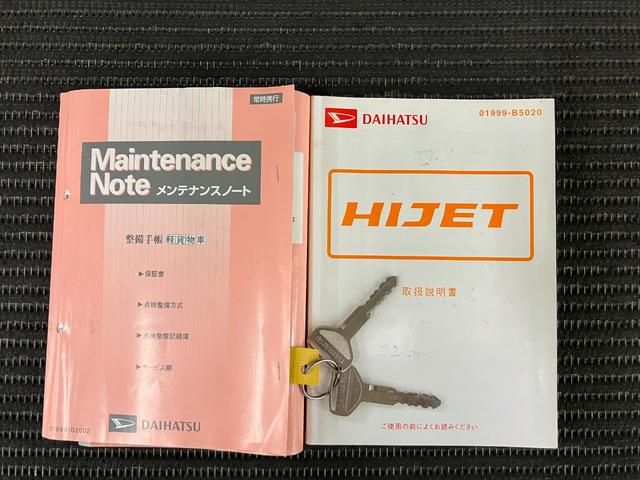 常時携行
Maintenance
Note メンテナンスノート
整備手帳 軽貨物車
▶保証書
▶点検整備方式
▶点検整備記録簿
▶サービス網
DAIHATSU
01989-B2002
DAIHATSU
01999-B5020
HIJET
取扱説明書
ご使用の前によくお読みください